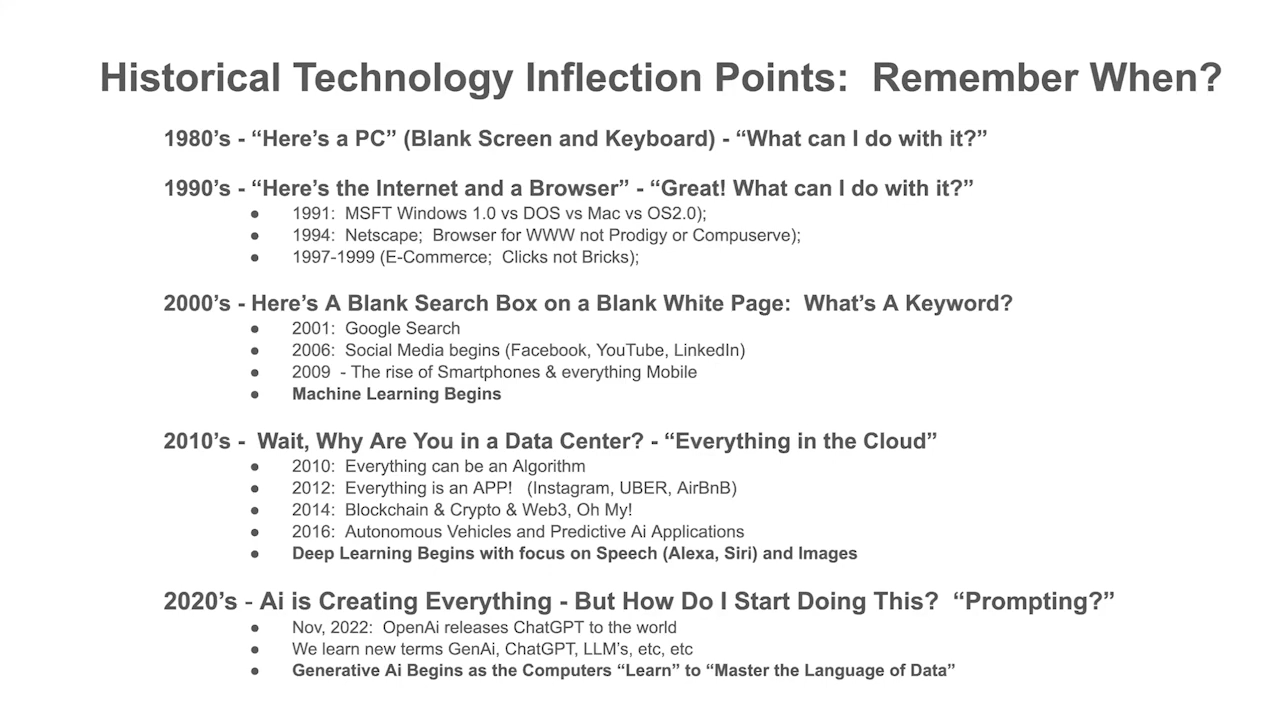 Historical Technology Inflection Points:  Remember When?
1980’s - “Here’s a PC” (Blank Screen and Keyboard) - “What can I do with it?”
1990’s - “Here’s the Internet and a Browser” - “Great! What can I do with it?”
● 1991:  MSFT Windows 1.0 vs DOS vs Mac vs OS2.0);
● 1994:  Netscape;  Browser for WWW not Prodigy or Compuserve);
● 1997-1999 (E-Commerce;  Clicks not Bricks);
2000’s - Here’s A Blank Search Box on a Blank White Page:  What’s A Keyword?
● 2001:  Google Search
● 2006:  Social Media begins (Facebook, YouTube, LinkedIn)
● 2009  - The rise of Smartphones & everything Mobile
● Machine Learning Begins
2010’s -  Wait, Why Are You in a Data Center? - “Everything in the Cloud”
● 2010:  Everything can be an Algorithm
● 2012:  Everything is an APP!   (Instagram, UBER, AirBnB)
● 2014:  Blockchain & Crypto & Web3, Oh My!
● 2016:  Autonomous Vehicles and Predictive Ai Applications
● Deep Learning Begins with focus on Speech (Alexa, Siri) and Images
2020’s - Ai is Creating Everything - But How Do I Start Doing This?  “Prompting?”
● Nov, 2022:  OpenAi releases ChatGPT to the world
● We learn new terms GenAi, ChatGPT, LLM’s, etc, etc
● Generative Ai Begins as the Computers “Learn” to “Master the Language of Data”